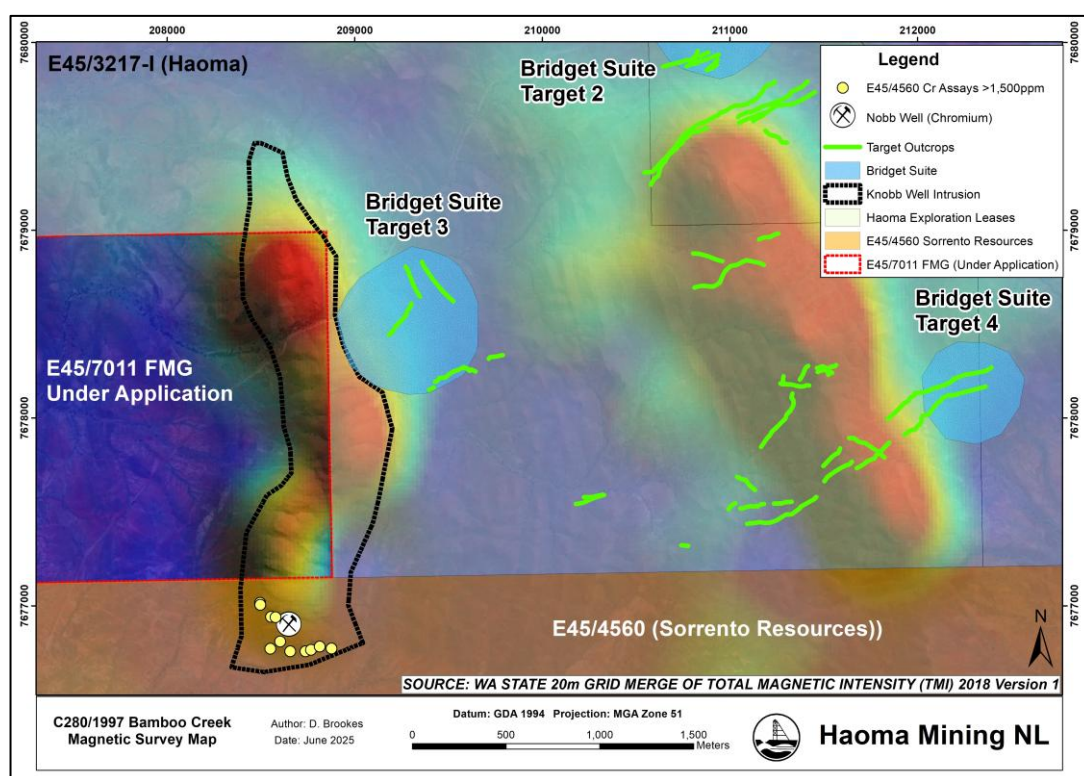 208000 209000 210000 211000 212000
7680000
7680000
E45/3217-I (Haoma)
Bridget Suite
Target 2
Legend
E45/4560 Cr Assays >1,500ppm
Nobb Well (Chromium)
Target Outcrops
Bridget Suite
Knobb Well Intrusion
Haoma Exploration Leases
E45/4560 Sorrento Resources
E45/7011 FMG (Under Application)
7679000
7679000
Bridget Suite
Target 3
Bridget Suite
Target 4
E45/7011 FMG
Under Application
7678000
7678000
7677000
7677000
E45/4560 (Sorrento Resources))
N
SOURCE: WA STATE 20m GRID MERGE OF TOTAL MAGNETIC INTENSITY (TMI) 2018 Version 1
C280/1997 Bamboo Creek
Magnetic Survey Map
Author: D. Brookes
Date: June 2025
Datum: GDA 1994 Projection: MGA Zone 51
0 500 1,000 1,500
Meters
Haoma Mining NL